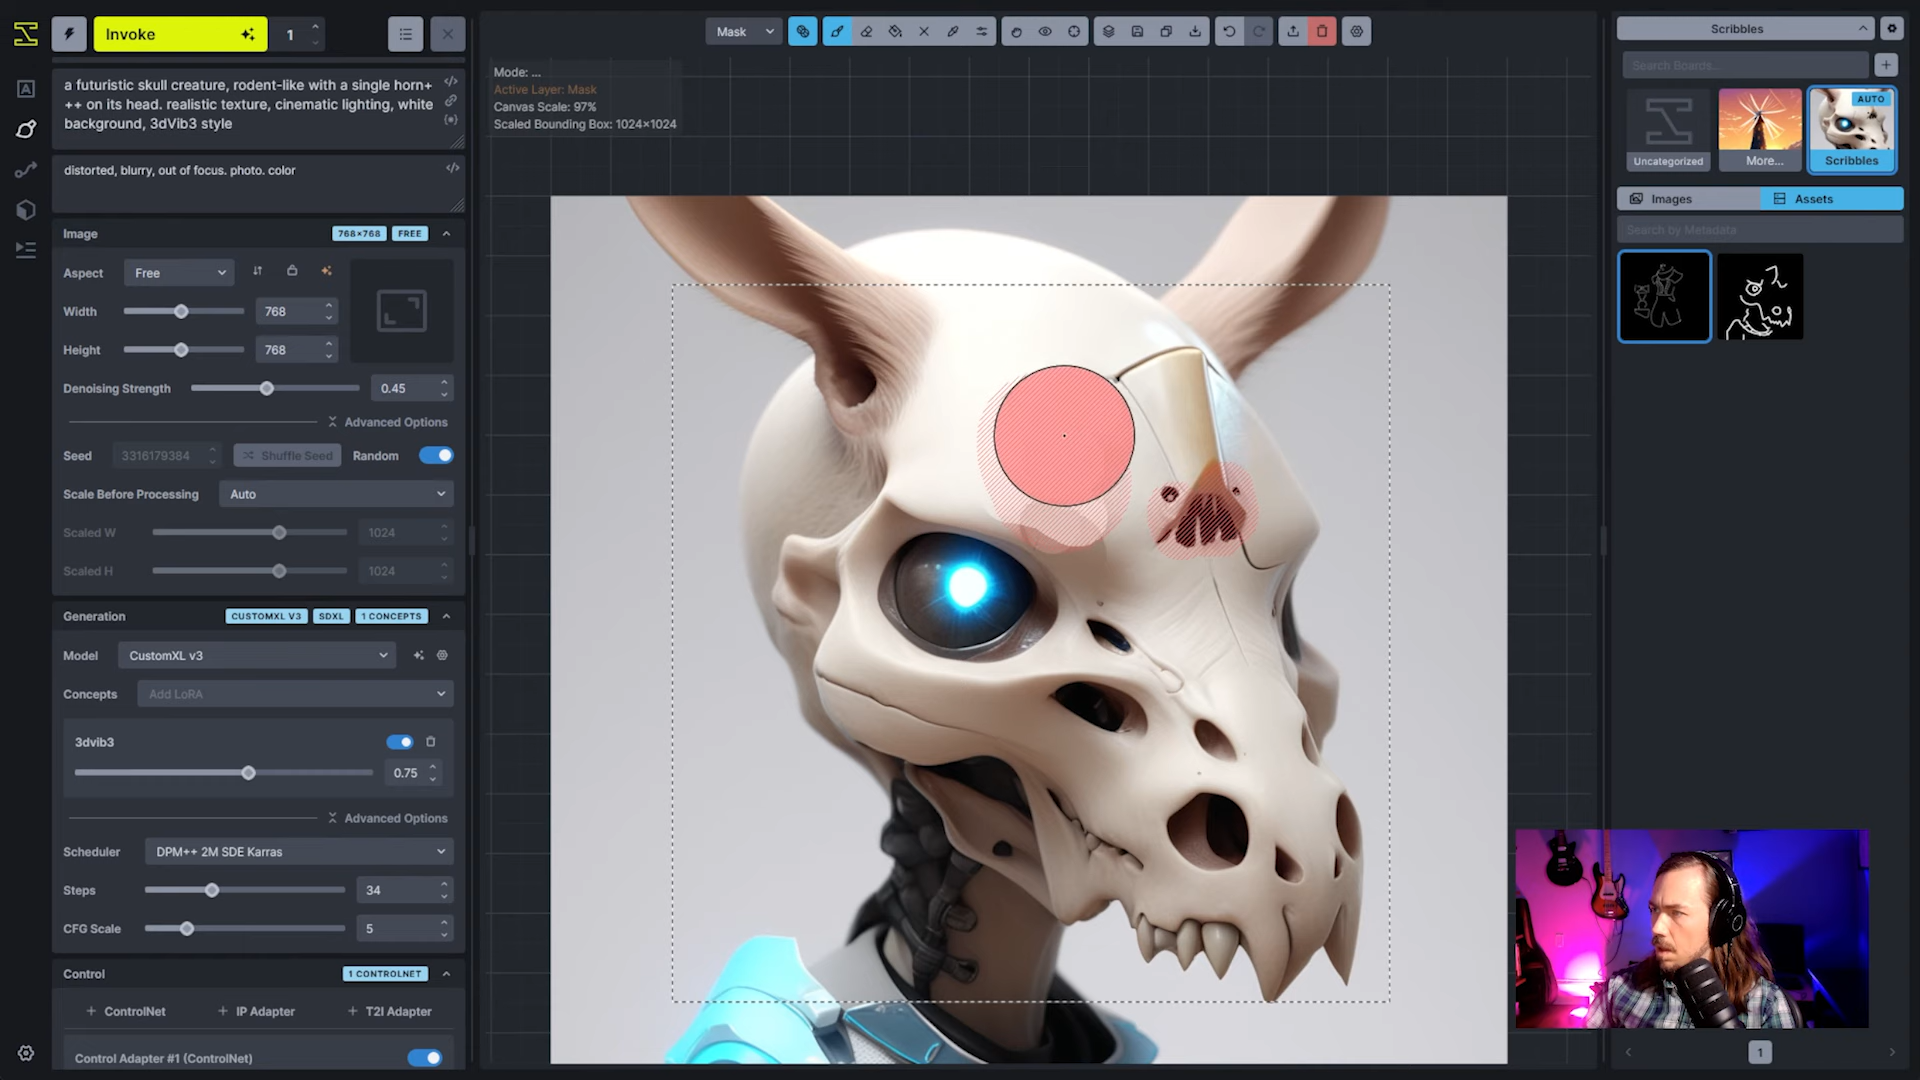 Invoke
1
a futuristic skull creature, rodent-like with a single horn+
++ on its head. realistic texture, cinematic lighting, white
background, 3dVib3 style
distorted, blurry, out of focus. photo. color
Image
768×768
FREE
Aspect
Free
Width
768
Height
768
Denoising Strength
0.45
Advanced Options
Seed
3316179384
Shuffle Seed
Random
Scale Before Processing
Auto
Scaled W
1024
Scaled H
1024
Generation
CUSTOMXL V3
SDXL
1 CONCEPTS
Model
CustomXL v3
Concepts
Add LoRA
3dvib3
0.75
Advanced Options
Scheduler
DPM++ 2M SDE Karras
Steps
34
CFG Scale
5
Control
1 CONTROLNET
+ ControlNet
+ IP Adapter
+ T2I Adapter
Control Adapter #1 (ControlNet)
Mask
Mode: ...
Active Layer: Mask
Canvas Scale: 97%
Scaled Bounding Box: 1024×1024
Scribbles
Search Boards...
Uncategorized
More...
AUTO
Scribbles
Images
Assets
Search by Metadata
1